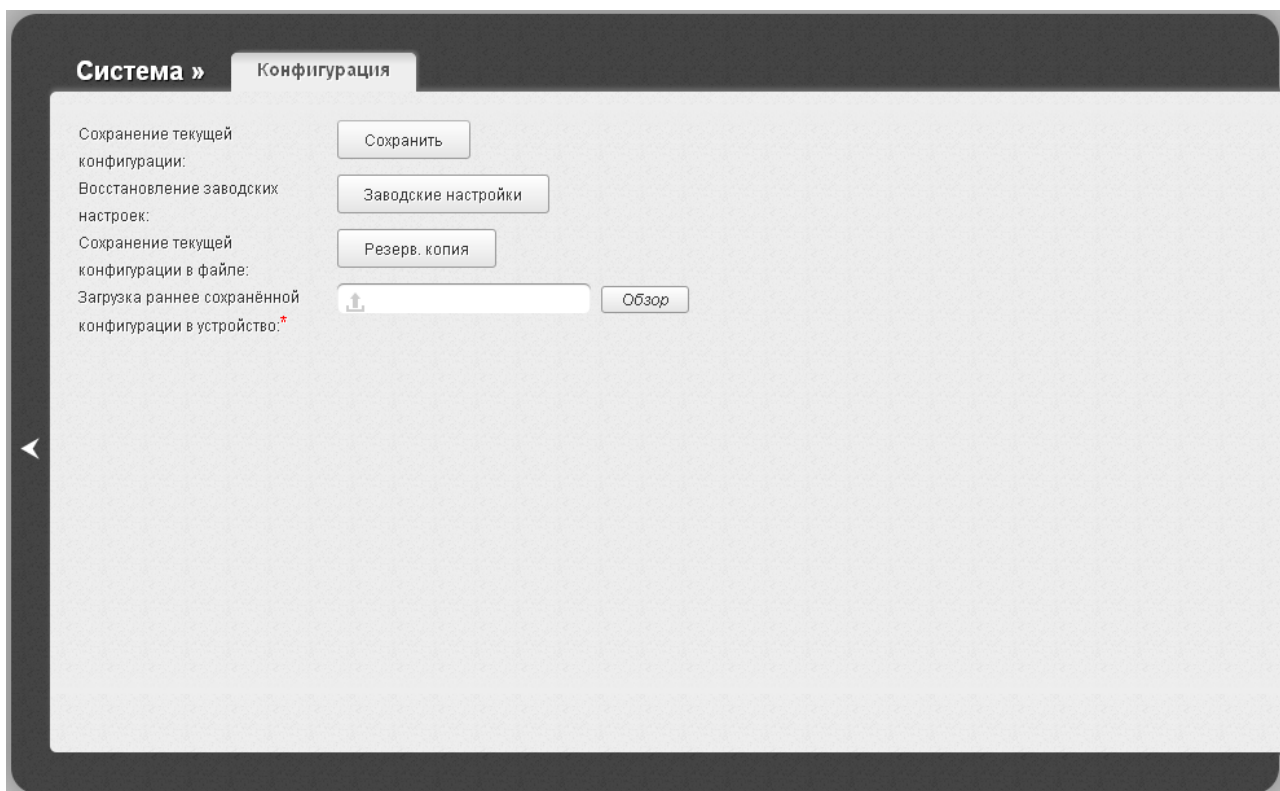 Система »
Конфигурация
Сохранение текущей
конфигурации:
Сохранить
Восстановление заводских
настроек:
Заводские настройки
Сохранение текущей
конфигурации в файле:
Резерв. копия
Загрузка раннее сохранённой
конфигурации в устройство:*
Обзор